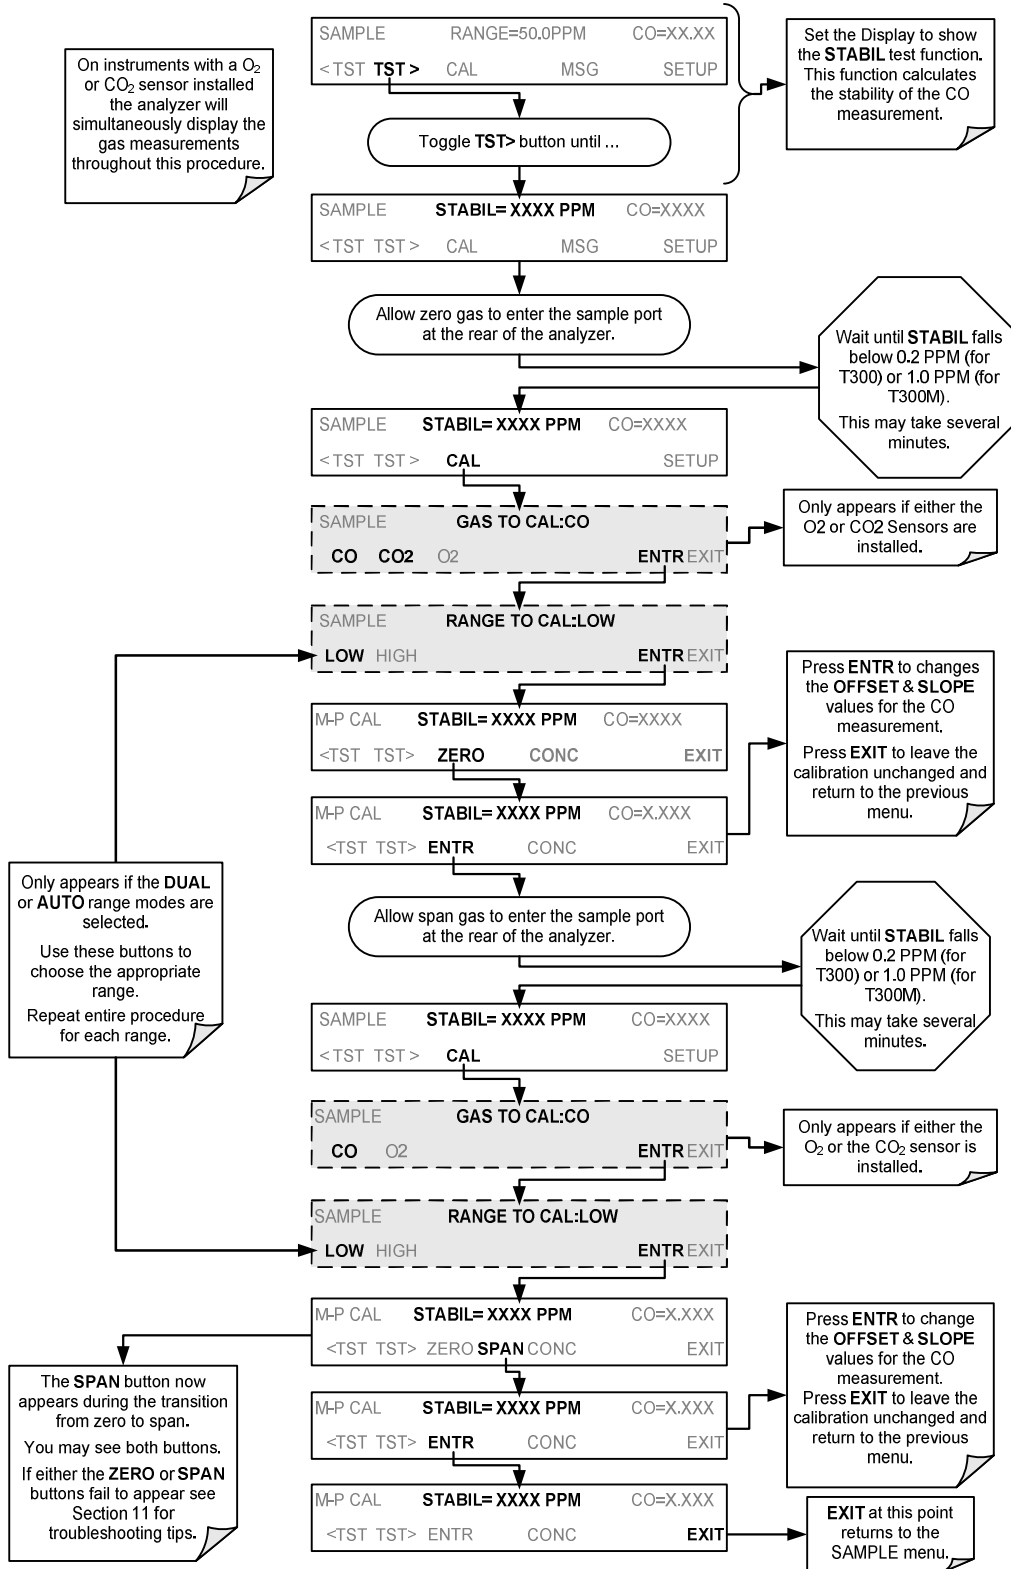 SAMPLE RANGE=50.0PPM CO=XX.XX
<TST TST> CAL MSG SETUP
On instruments with a O2
or CO2 sensor installed
the analyzer will
simultaneously display the
gas measurements
throughout this procedure.
Set the Display to show
the STABIL test function.
This function calculates
the stability of the CO
measurement.
Toggle TST> button until ...
SAMPLE STABIL= XXXX PPM CO=XXXX
<TST TST> CAL MSG SETUP
Allow zero gas to enter the sample port
at the rear of the analyzer.
Wait until STABIL falls
below 0.2 PPM (for
T300) or 1.0 PPM (for
T300M).
This may take several
minutes.
SAMPLE STABIL= XXXX PPM CO=XXXX
<TST TST> CAL SETUP
SAMPLE GAS TO CAL:CO
CO CO2 O2 ENTR EXIT
Only appears if either the
O2 or CO2 Sensors are
installed.
SAMPLE RANGE TO CAL:LOW
LOW HIGH ENTR EXIT
M-P CAL STABIL= XXXX PPM CO=XXXX
<TST TST> ZERO CONC EXIT
Press ENTR to changes
the OFFSET & SLOPE
values for the CO
measurement.
Press EXIT to leave the
calibration unchanged and
return to the previous
menu.
M-P CAL STABIL= XXXX PPM CO=X.XXX
<TST TST> ENTR CONC EXIT
Only appears if the DUAL
or AUTO range modes are
selected.
Use these buttons to
choose the appropriate
range.
Repeat entire procedure
for each range.
Allow span gas to enter the sample port
at the rear of the analyzer.
Wait until STABIL falls
below 0.2 PPM (for
T300) or 1.0 PPM (for
T300M).
This may take several
minutes.
SAMPLE STABIL= XXXX PPM CO=XXXX
<TST TST> CAL SETUP
SAMPLE GAS TO CAL:CO
CO O2 ENTR EXIT
Only appears if either the
O2 or the CO2 sensor is
installed.
SAMPLE RANGE TO CAL:LOW
LOW HIGH ENTR EXIT
M-P CAL STABIL= XXXX PPM CO=X.XXX
<TST TST> ZERO SPAN CONC EXIT
The SPAN button now
appears during the transition
from zero to span.
You may see both buttons.
If either the ZERO or SPAN
buttons fail to appear see
Section 11 for
troubleshooting tips.
M-P CAL STABIL= XXXX PPM CO=X.XXX
<TST TST> ENTR CONC EXIT
Press ENTR to change
the OFFSET & SLOPE
values for the CO
measurement.
Press EXIT to leave the
calibration unchanged and
return to the previous
menu.
M-P CAL STABIL= XXXX PPM CO=X.XXX
<TST TST> ENTR CONC EXIT
EXIT at this point
returns to the
SAMPLE menu.